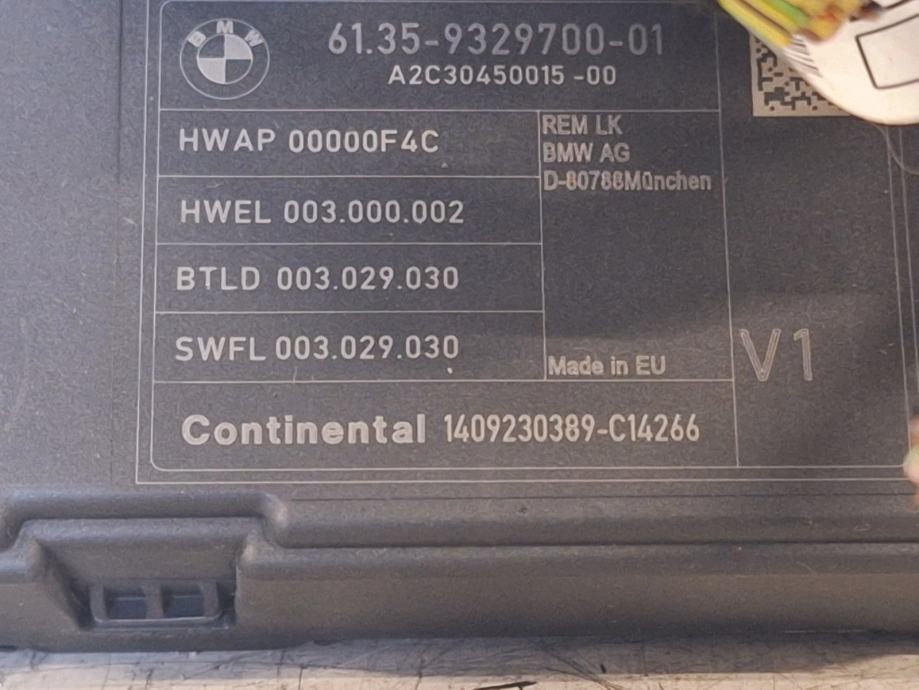 BMW
61.35-9329700-01
A2C30450015 -00
HWAP 00000F4C
REM LK
BMW AG
D-80788München
HWEL 003.000.002
BTLD 003.029.030
SWFL 003.029.030
Made in EU
V1
Continental 1409230389-C14266